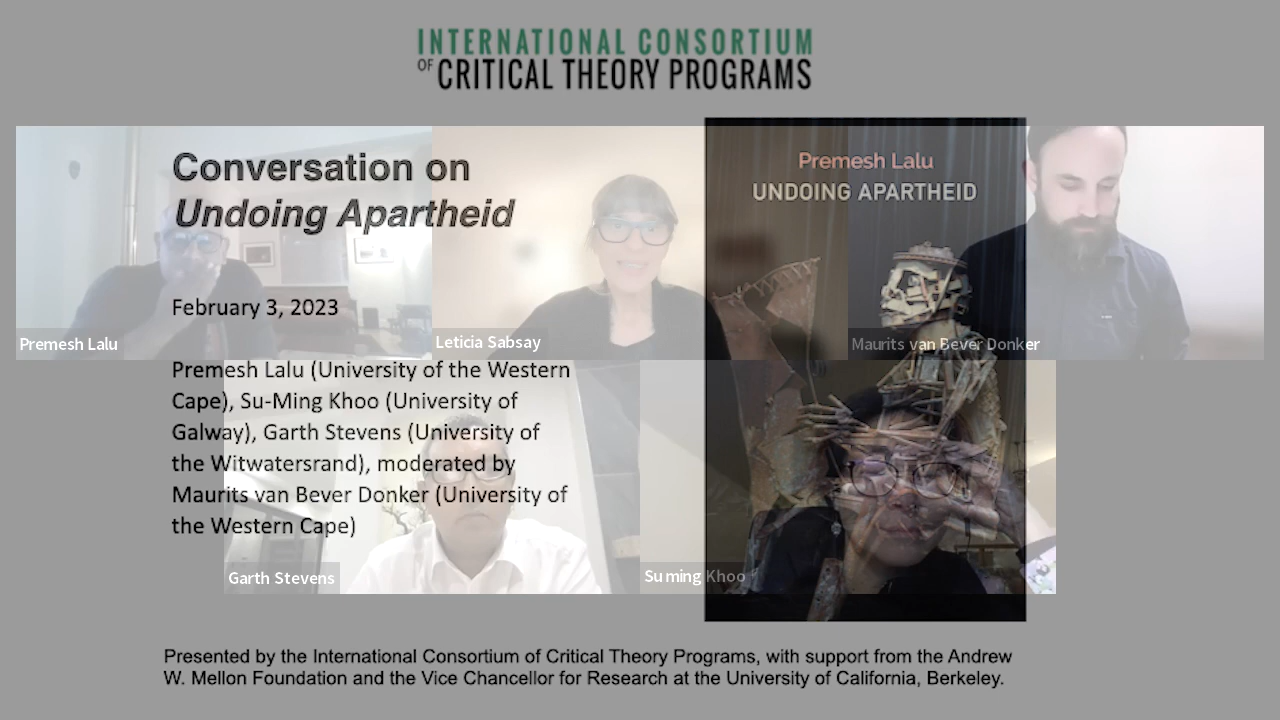 INTERNATIONAL CONSORTIUM
OF CRITICAL THEORY PROGRAMS
Conversation on
Undoing Apartheid
February 3, 2023
Premesh Lalu (University of the Western
Cape), Su-Ming Khoo (University of
Galway), Garth Stevens (University of
the Witwatersrand), moderated by
Maurits van Bever Donker (University of
the Western Cape)
Premesh Lalu
UNDOING APARTHEID
Premesh Lalu
Leticia Sabsay
Maurits van Bever Donker
Garth Stevens
Su ming Khoo
Presented by the International Consortium of Critical Theory Programs, with support from the Andrew
W. Mellon Foundation and the Vice Chancellor for Research at the University of California, Berkeley.